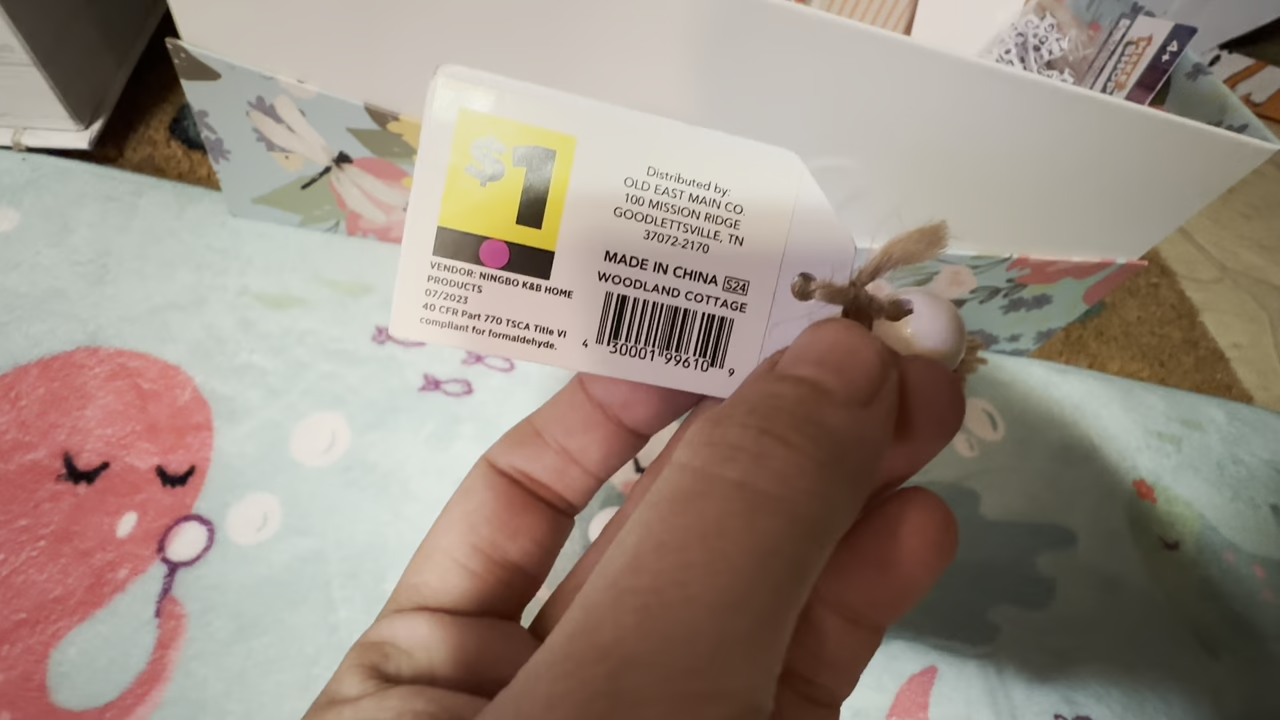 $1
VENDOR: NINGBO K&B HOME
PRODUCTS
07/2023
40 CFR Part 770 TSCA Title VI
compliant for formaldehyde.
Distributed by:
OLD EAST MAIN CO.
100 MISSION RIDGE
GOODLETTSVILLE, TN
37072-2170
MADE IN CHINA S24
WOODLAND COTTAGE
4 30001 99610 9
4+